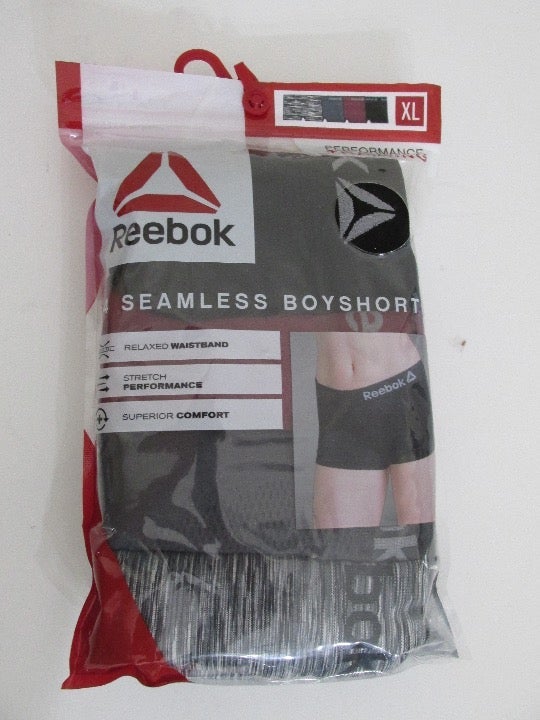 XL
PERFORMANCE
Reebok
SEAMLESS BOYSHORT
RELAXED WAISTBAND
STRETCH
PERFORMANCE
SUPERIOR COMFORT
Reebok